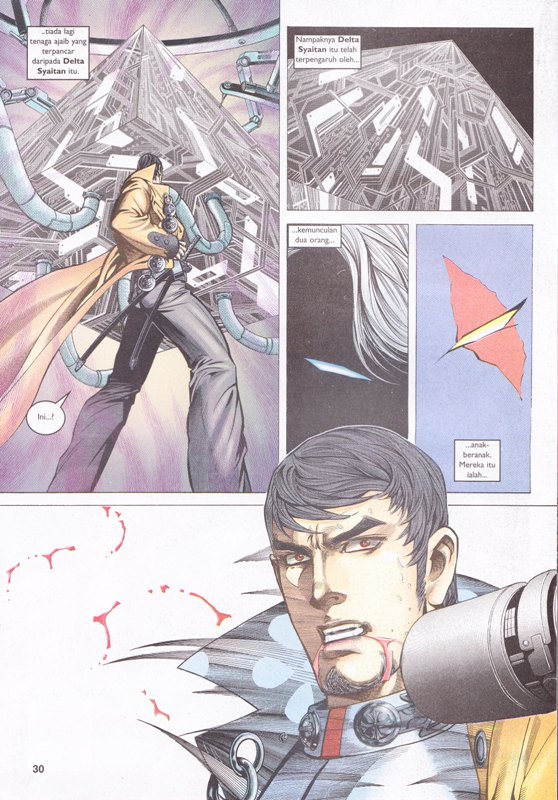 ..tiada lagi
tenaga ajaib yang
terpancar
daripada Delta
Syaitan itu.
Nampaknya Delta
Syaitan itu telah
terpengaruh oleh...
Ini...?
...kemunculan
dua orang...
...anak-
beranak.
Mereka itu
ialah...
30